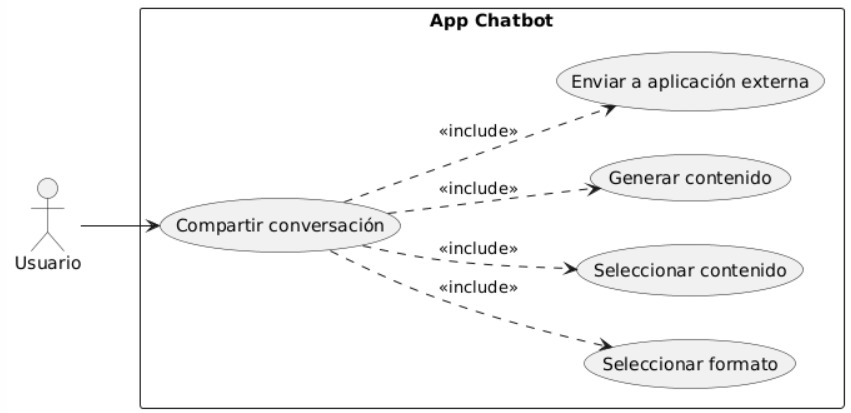 App Chatbot
Enviar a aplicación externa
«include»
Generar contenido
«include»
Compartir conversación
Usuario
«include»
Seleccionar contenido
«include»
Seleccionar formato